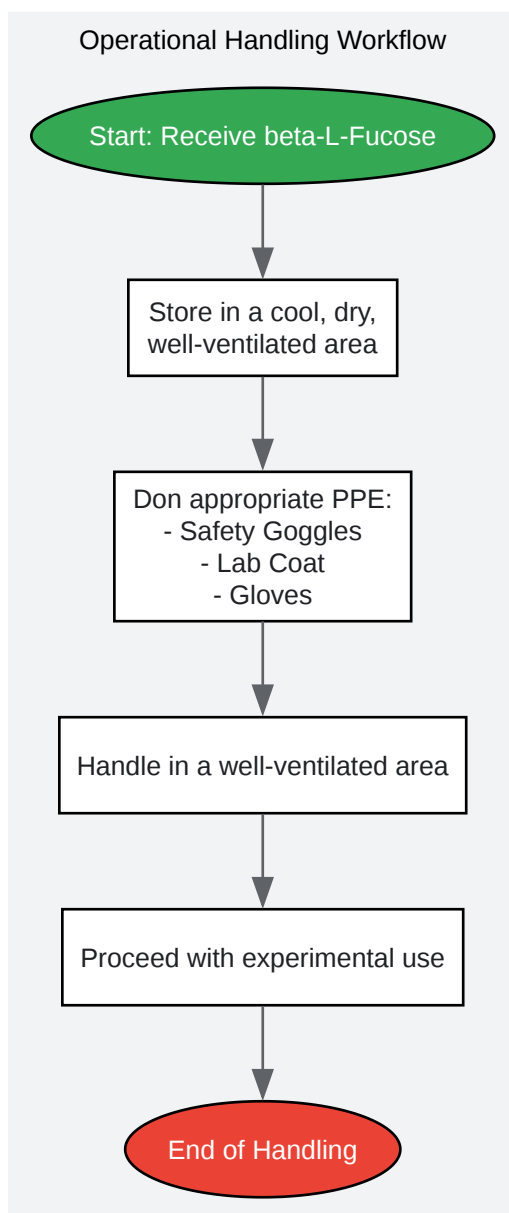 Operational Handling Workflow
Start: Receive beta-L-Fucose
Store in a cool, dry,
well-ventilated area
Don appropriate PPE:
- Safety Goggles
- Lab Coat
- Gloves
Handle in a well-ventilated area
Proceed with experimental use
End of Handling